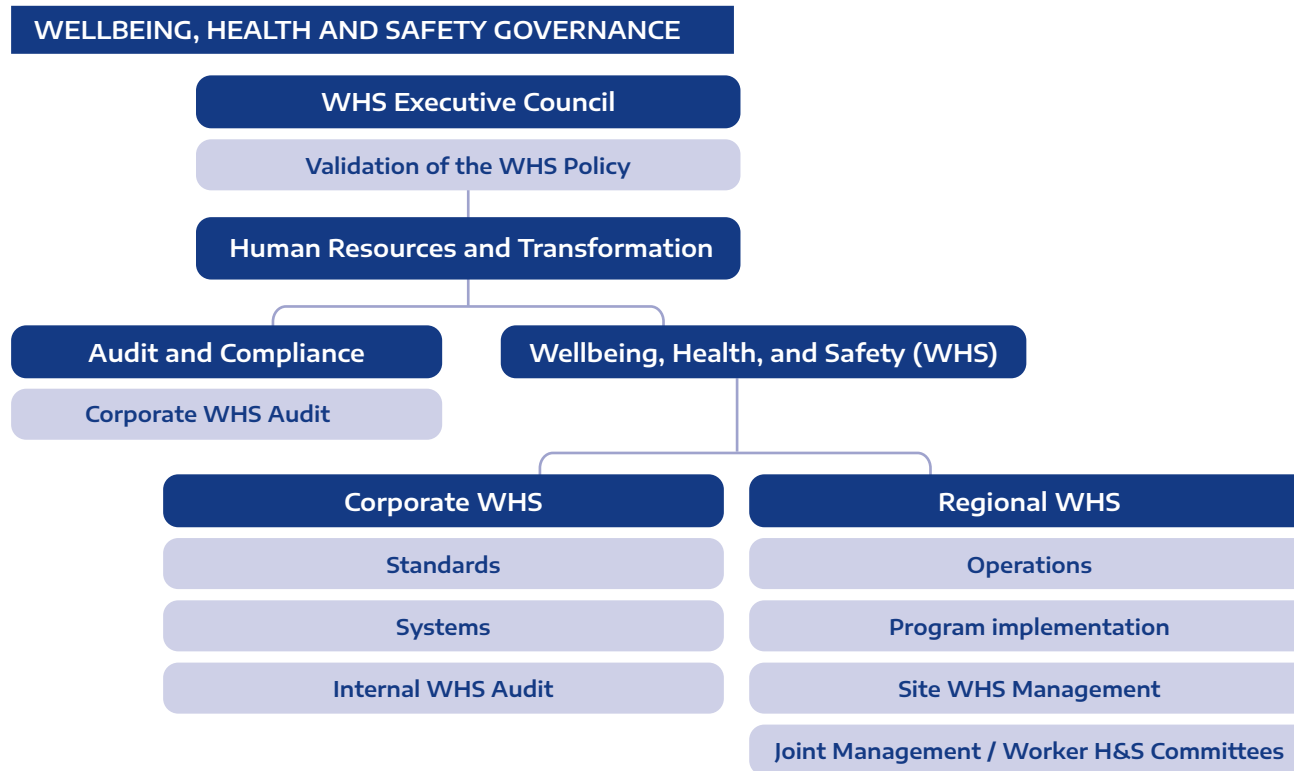 WELLBEING, HEALTH AND SAFETY GOVERNANCE
WHS Executive Council
Validation of the WHS Policy
Human Resources and Transformation
Audit and Compliance
Corporate WHS Audit
Wellbeing, Health, and Safety (WHS)
Corporate WHS
Standards
Systems
Internal WHS Audit
Regional WHS
Operations
Program implementation
Site WHS Management
Joint Management / Worker H&S Committees